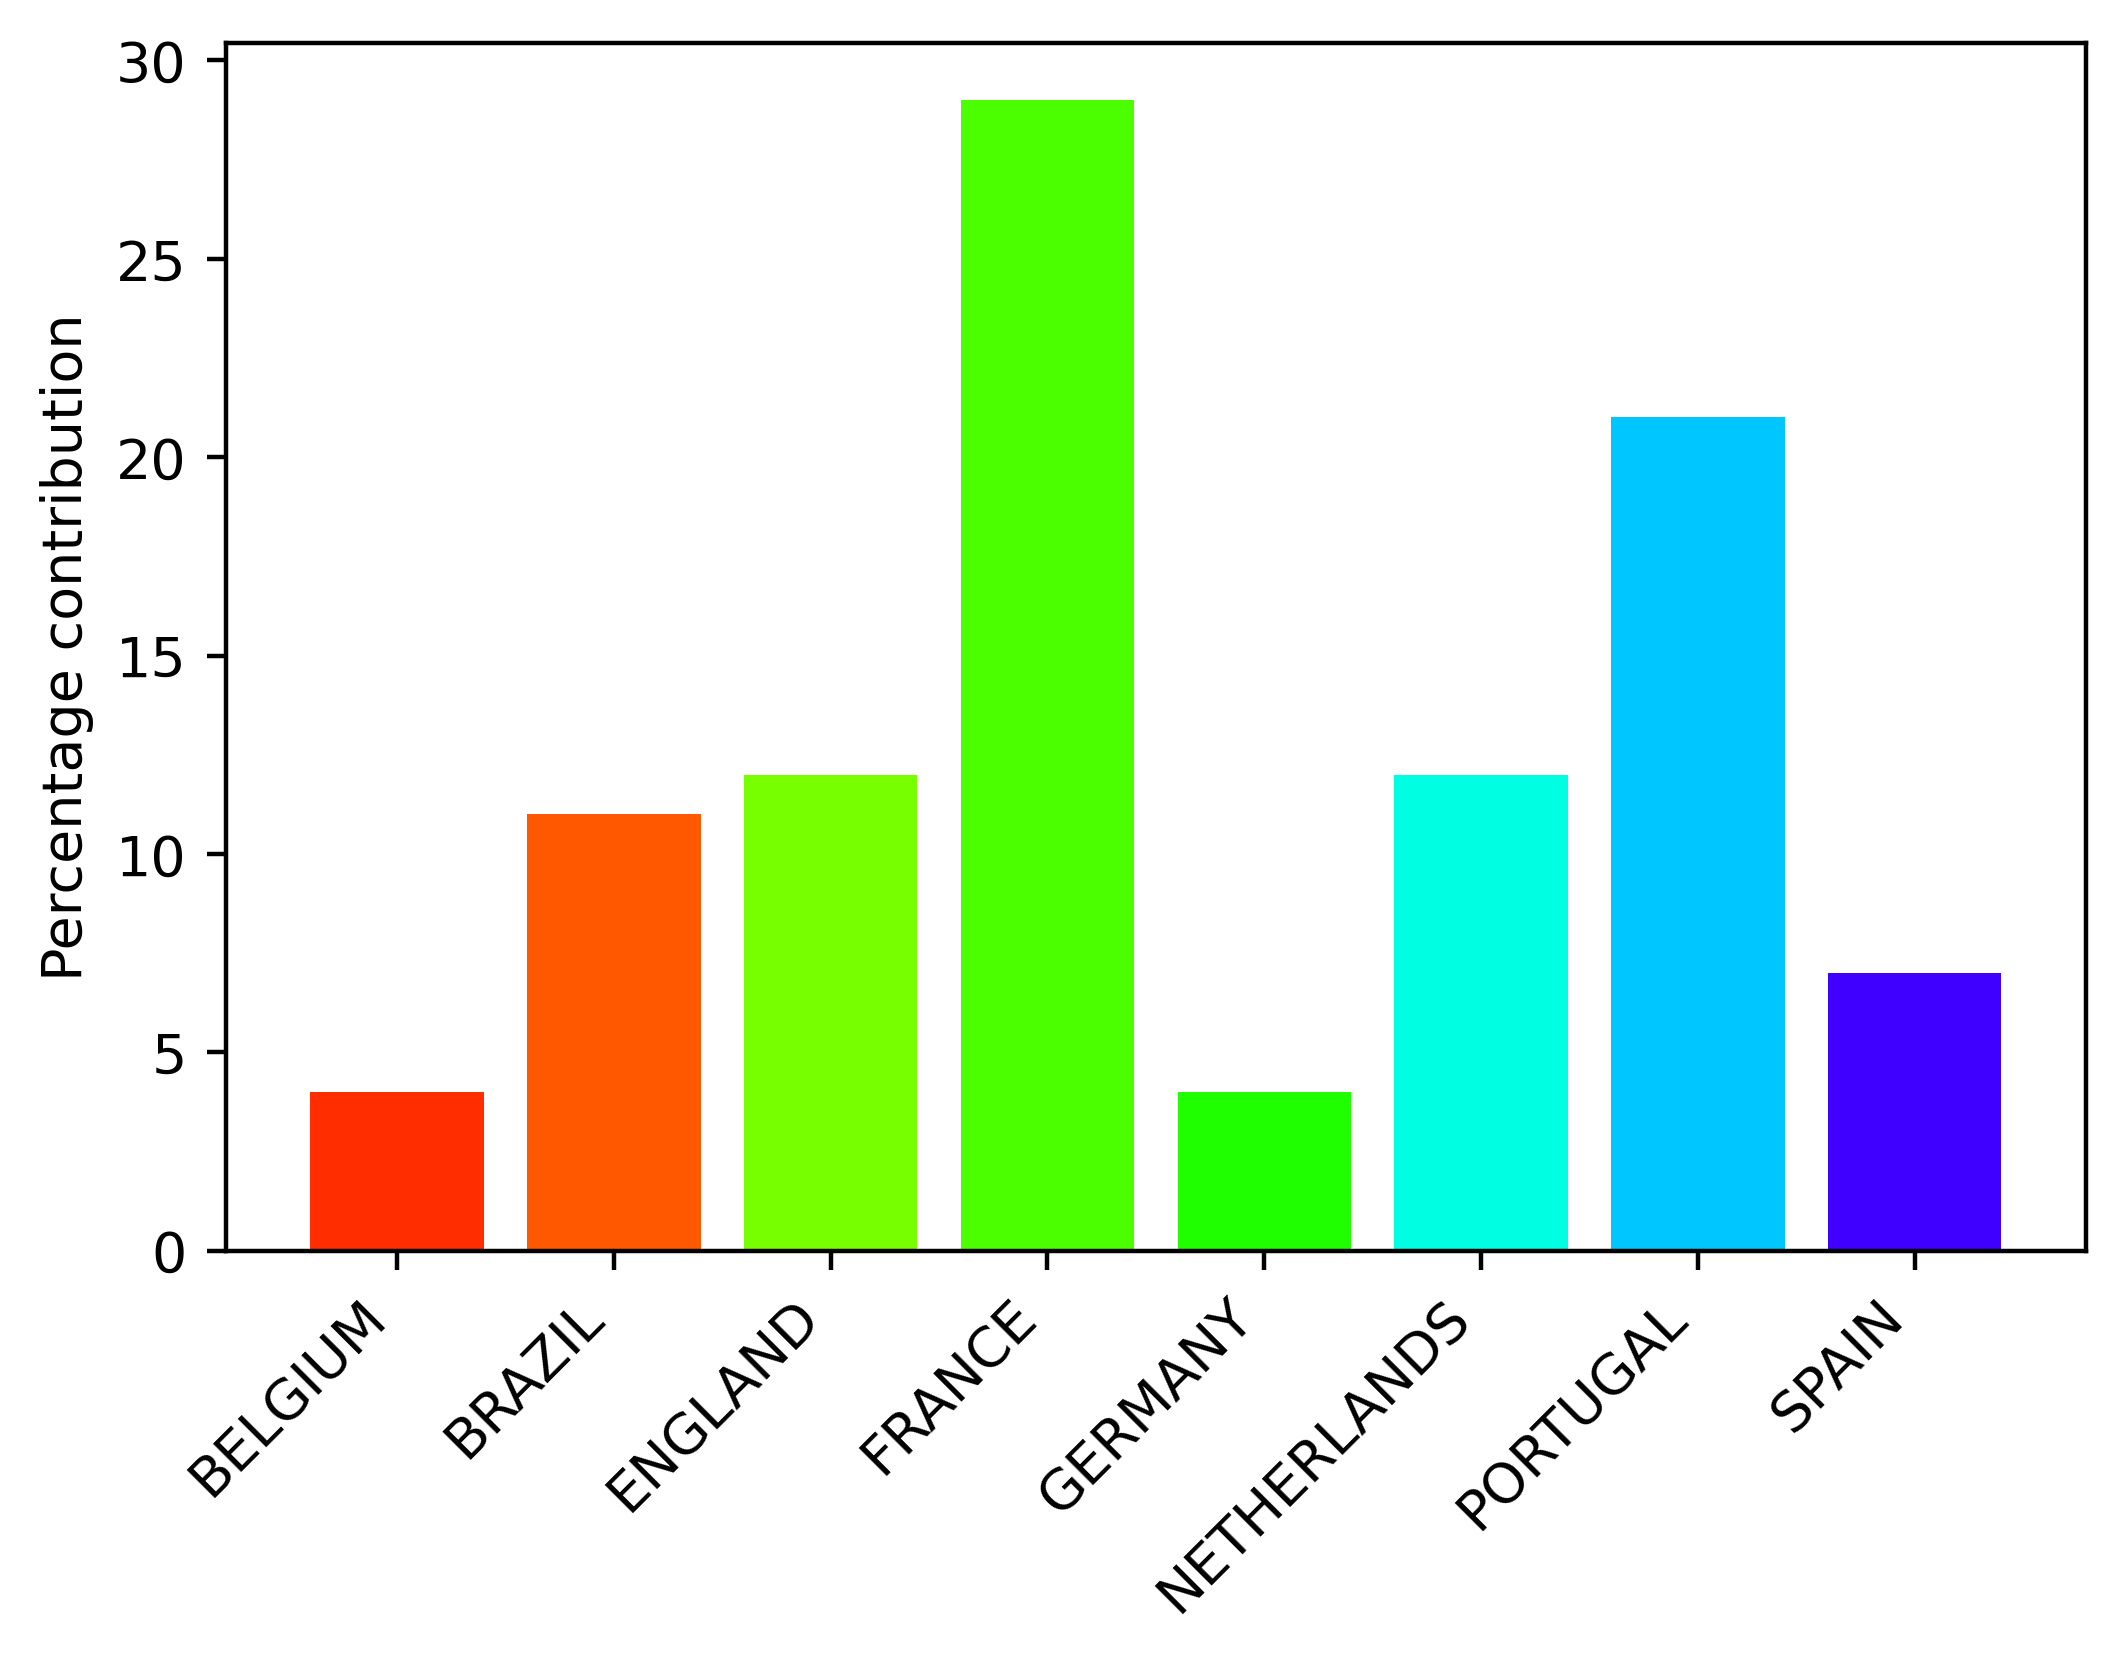 Percentage contribution
30
25
20
15
10
5
0
BELGIUM
BRAZIL
ENGLAND
FRANCE
GERMANY
NETHERLANDS
PORTUGAL
SPAIN